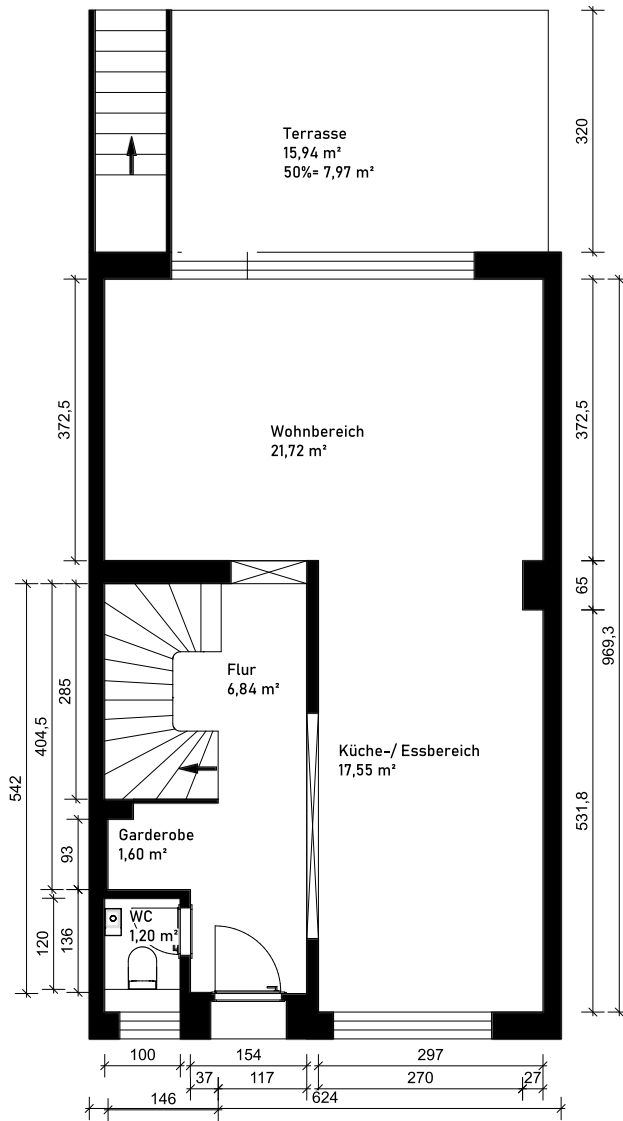 320
Terrasse
15,94 m²
50%= 7,97 m²
372,5
372,5
Wohnbereich
21,72 m²
65
969,3
Flur
6,84 m²
285
404,5
542
Küche-/ Essbereich
17,55 m²
531,8
Garderobe
1,60 m²
93
WC
1,20 m²
120
136
100
154
297
37
117
270
27
146
624